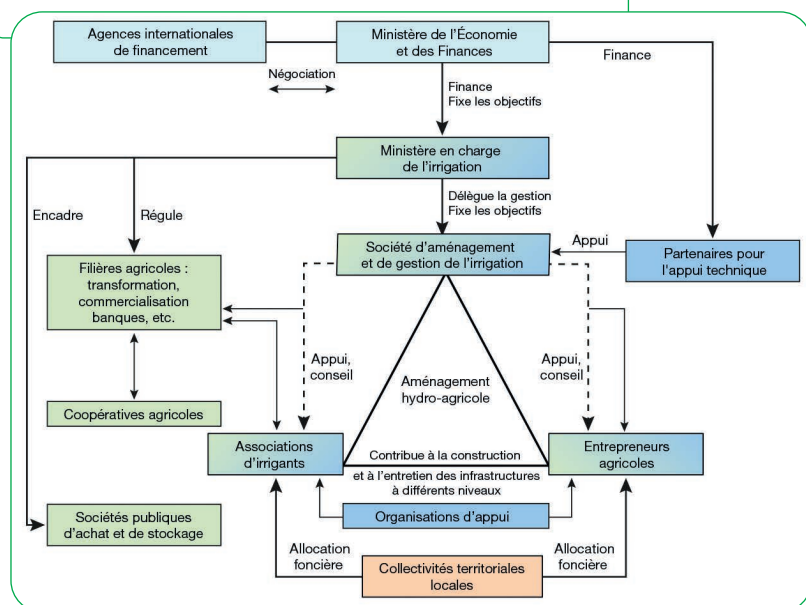 Agences internationales
de financement
Ministère de l'Économie
et des Finances
Négociation
Finance
Finance
Fixe les objectifs
Ministère en charge
de l'irrigation
Encadre
Régule
Délègue la gestion
Fixe les objectifs
Société d'aménagement
et de gestion de l'irrigation
Appui
Partenaires pour
l'appui technique
Filières agricoles :
transformation,
commercialisation
banques, etc.
Appui,
conseil
Aménagement
hydro-agricole
Appui,
conseil
Coopératives agricoles
Associations
d'irrigants
Contribue à la construction
et à l'entretien des infrastructures
à différents niveaux
Entrepreneurs
agricoles
Sociétés publiques
d'achat et de stockage
Organisations d'appui
Allocation
foncière
Collectivités territoriales
locales
Allocation
foncière